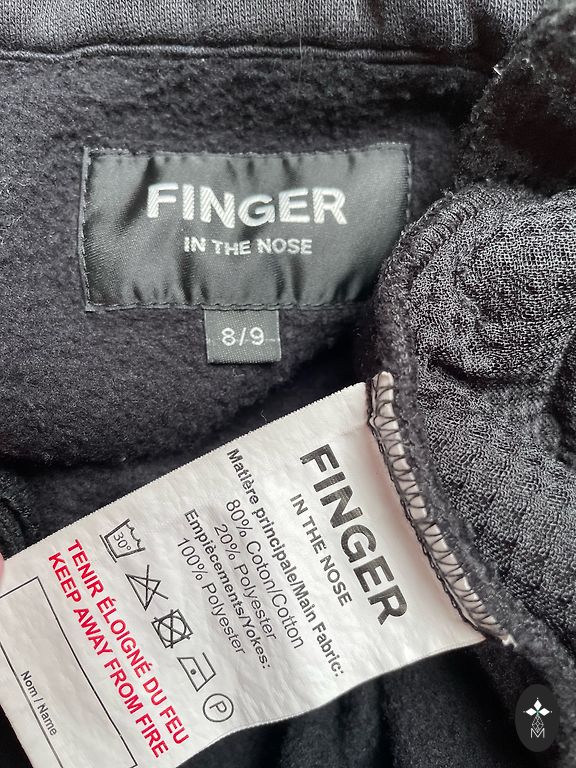 FINGER
IN THE NOSE
8/9
FINGER
IN THE NOSE
Matière principale/Main Fabric:
80% Coton/Cotton
20% Polyester
Empiècements/Yokes:
100% Polyester
30°
P
TENIR ÉLOIGNÉ DU FEU
KEEP AWAY FROM FIRE
Nom / Name
M